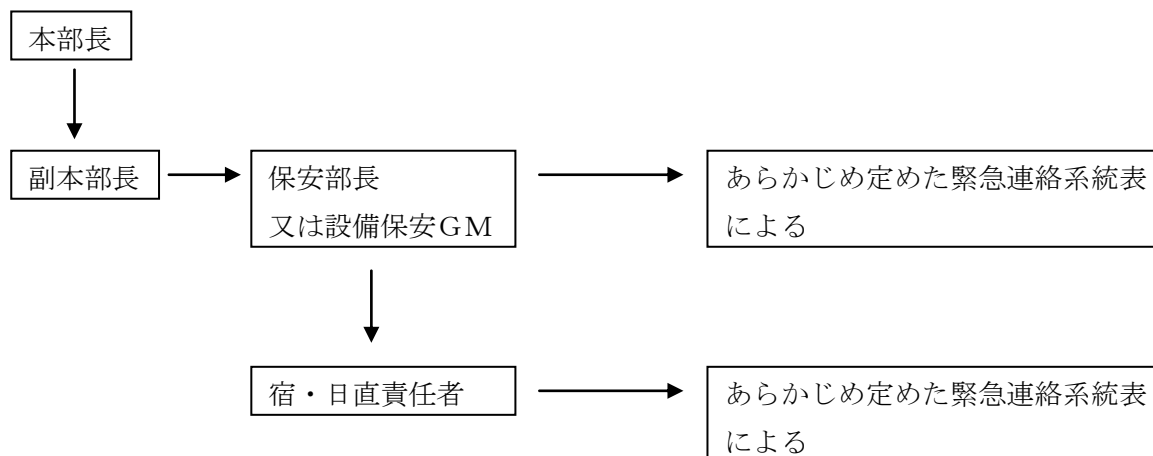 本部長
副本部長
保安部長
又は設備保安GM
あらかじめ定めた緊急連絡系統表
による
宿・日直責任者
あらかじめ定めた緊急連絡系統表
による